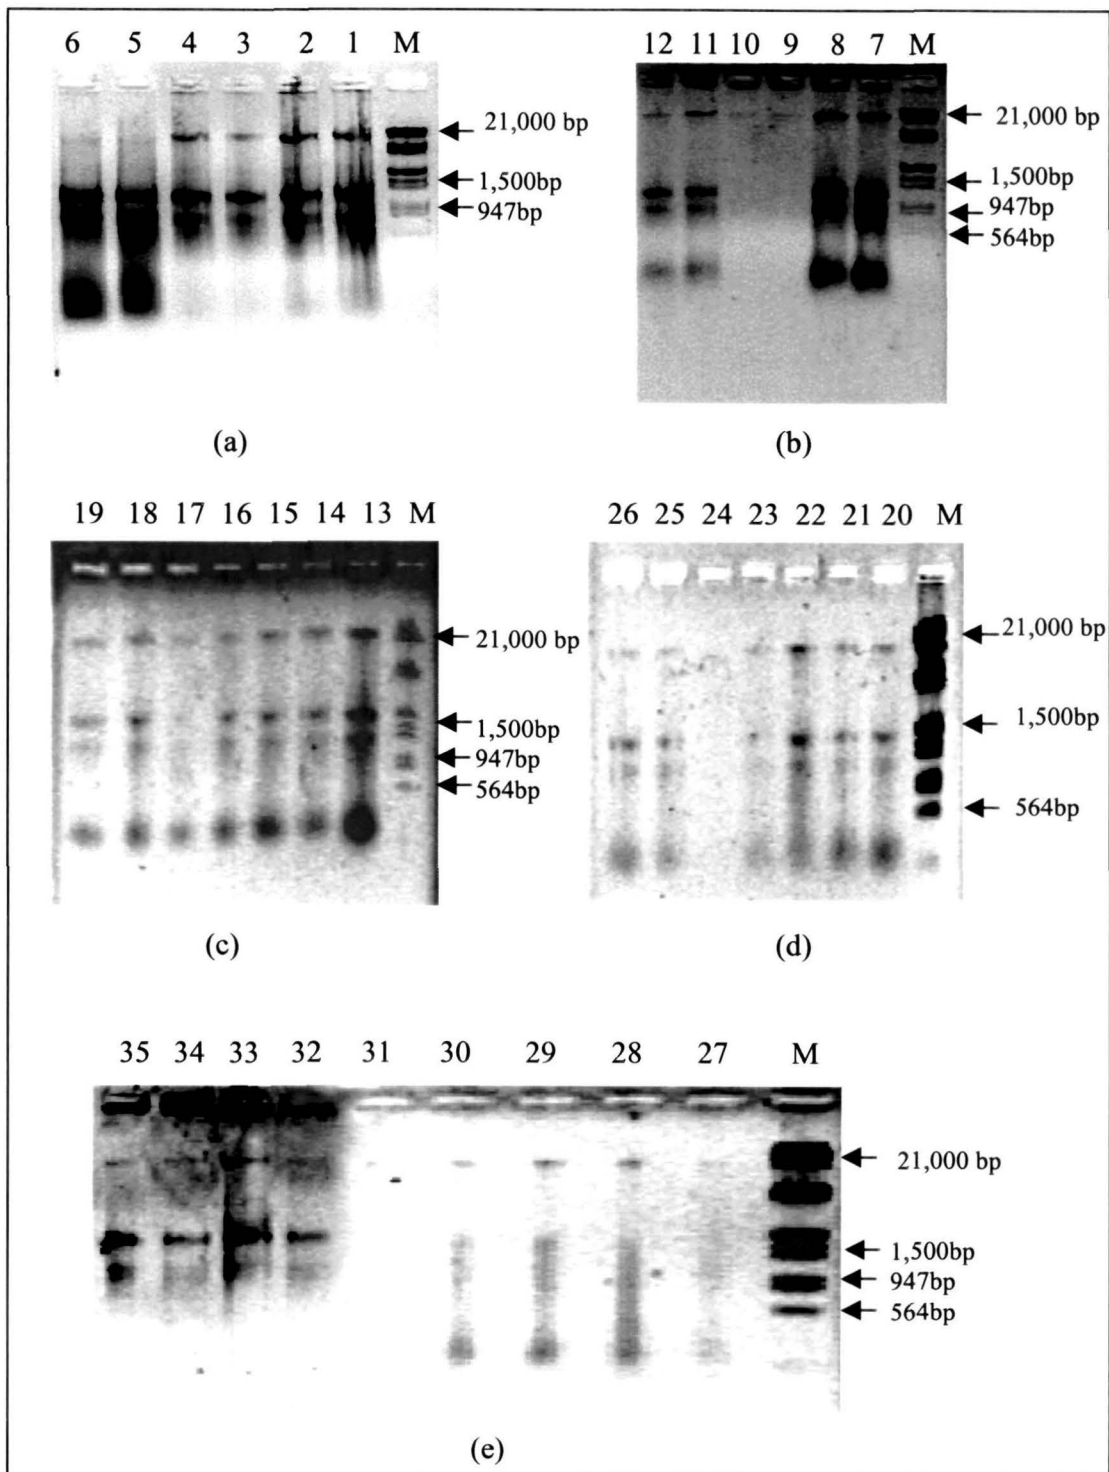 6 5 4 3 2 1 M
21,000 bp
1,500bp
947bp
(a)
12 11 10 9 8 7 M
21,000 bp
1,500bp
947bp
564bp
(b)
19 18 17 16 15 14 13 M
21,000 bp
1,500bp
947bp
564bp
(c)
26 25 24 23 22 21 20 M
21,000 bp
1,500bp
564bp
(d)
35 34 33 32 31 30 29 28 27 M
21,000 bp
1,500bp
947bp
564bp
(e)